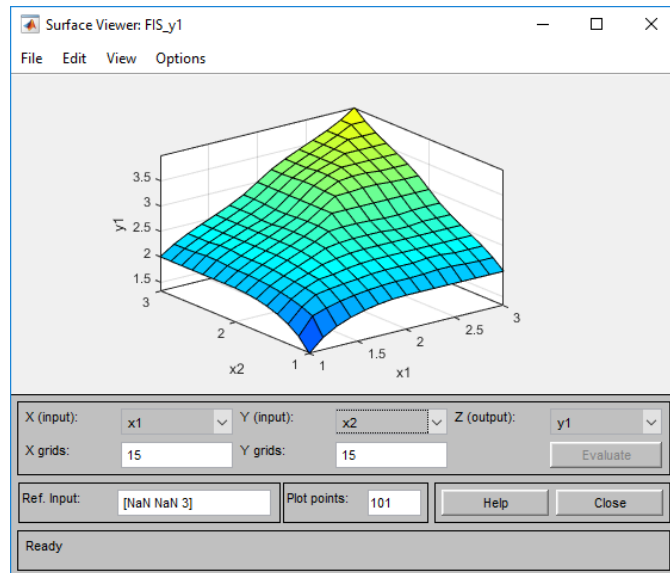 Surface Viewer: FIS_y1
File Edit View Options
3.5
3
2.5
2
1.5
y1
3
2
1
x2
1
1.5
2
2.5
3
x1
X (input): x1 Y (input): x2 Z (output): y1
X grids: 15 Y grids: 15 Evaluate
Ref. Input: [NaN NaN 3] Plot points: 101 Help Close
Ready